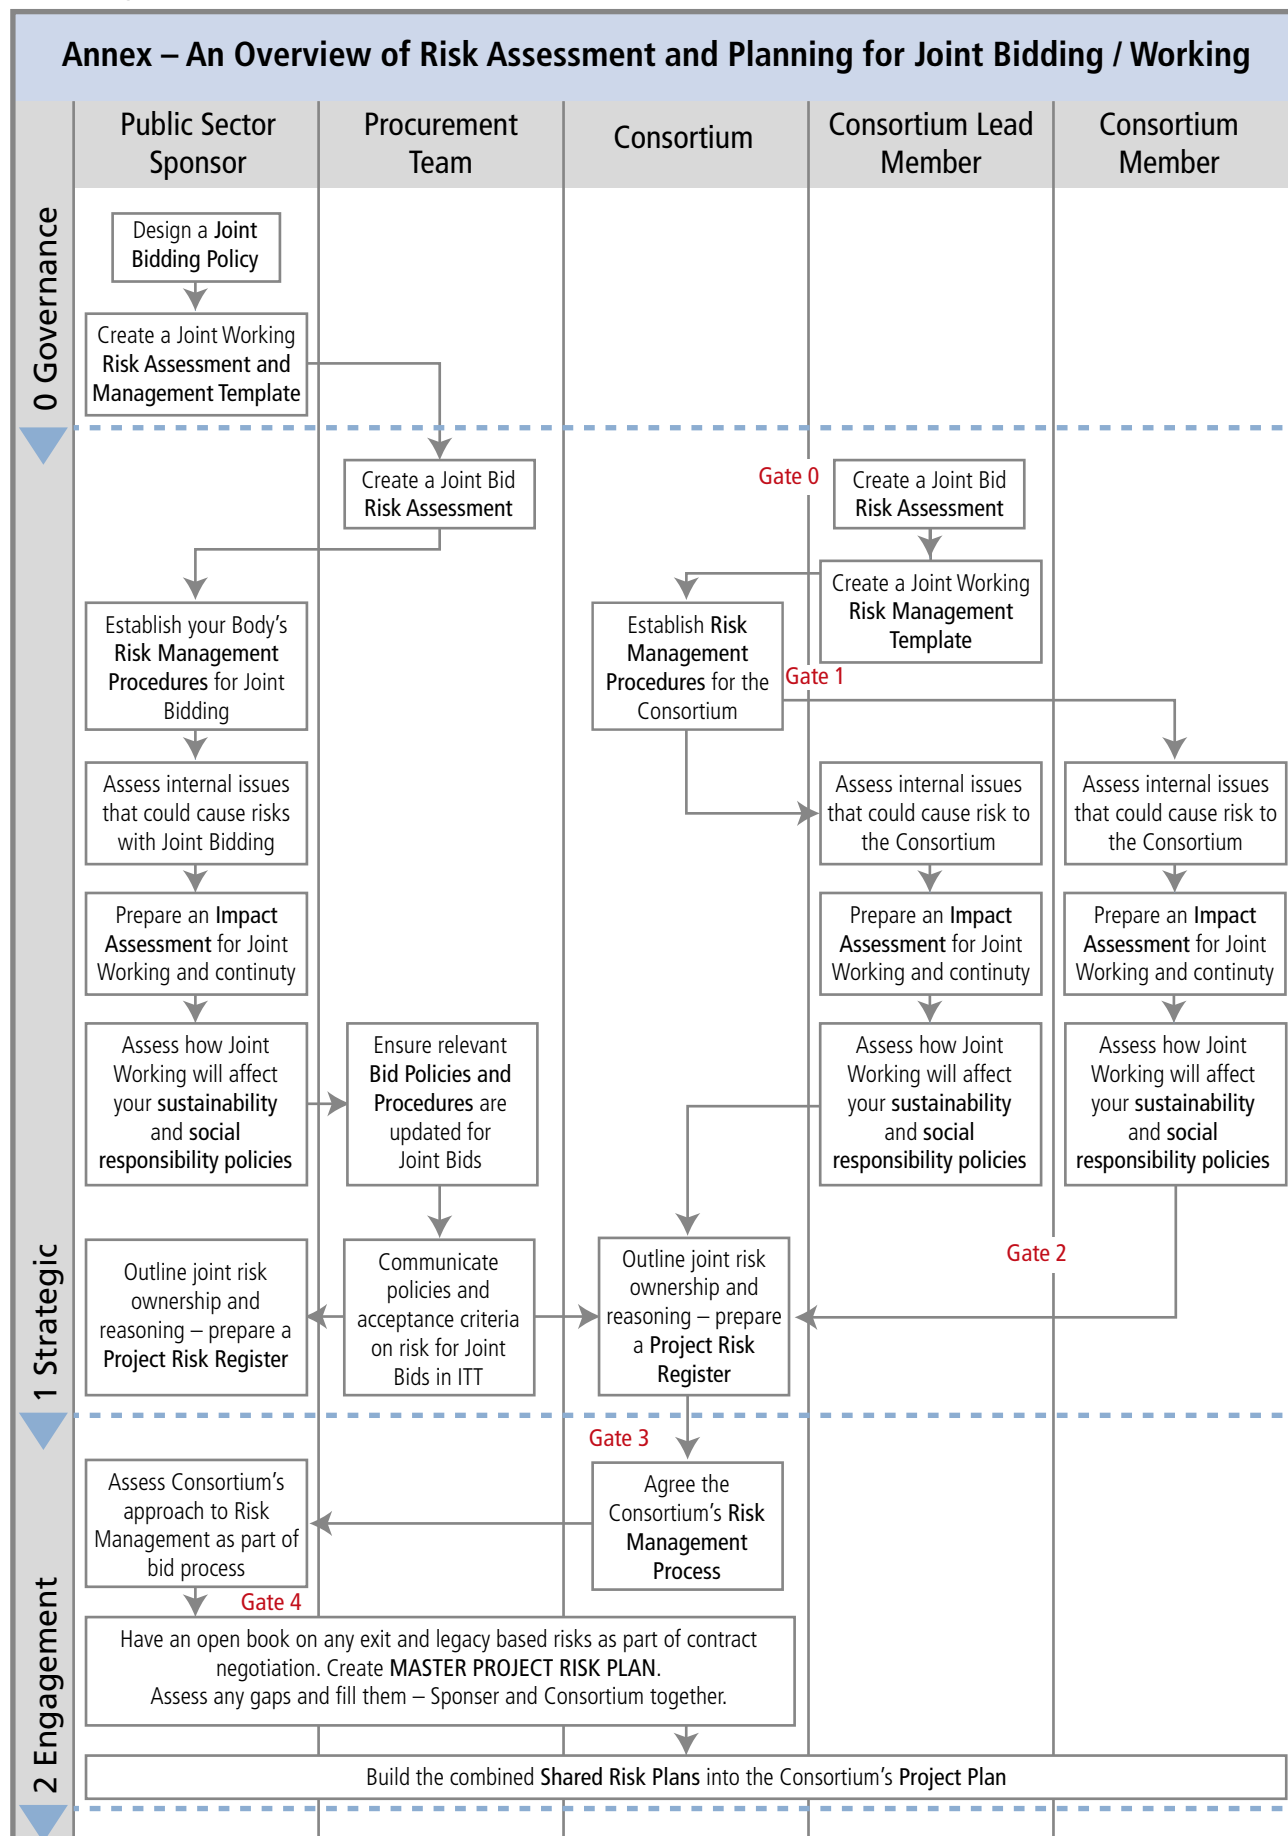 Annex – An Overview of Risk Assessment and Planning for Joint Bidding / Working
Public Sector
Sponsor
Procurement
Team
Consortium
Consortium Lead
Member
Consortium
Member
0 Governance
Design a Joint
Bidding Policy
Create a Joint Working
Risk Assessment and
Management Template
1 Strategic
Create a Joint Bid
Risk Assessment
Gate 0
Create a Joint Bid
Risk Assessment
Create a Joint Working
Risk Management
Template
Establish your Body's
Risk Management
Procedures for Joint
Bidding
Establish Risk
Management
Procedures for the
Consortium
Gate 1
Assess internal issues
that could cause risks
with Joint Bidding
Assess internal issues
that could cause risk to
the Consortium
Assess internal issues
that could cause risk to
the Consortium
Prepare an Impact
Assessment for Joint
Working and continuty
Prepare an Impact
Assessment for Joint
Working and continuty
Prepare an Impact
Assessment for Joint
Working and continuty
Assess how Joint
Working will affect
your sustainability
and social
responsibility policies
Ensure relevant
Bid Policies and
Procedures are
updated for
Joint Bids
Assess how Joint
Working will affect
your sustainability
and social
responsibility policies
Assess how Joint
Working will affect
your sustainability
and social
responsibility policies
Outline joint risk
ownership and
reasoning – prepare a
Project Risk Register
Communicate
policies and
acceptance criteria
on risk for Joint
Bids in ITT
Outline joint risk
ownership and
reasoning – prepare
a Project Risk
Register
Gate 2
2 Engagement
Gate 3
Assess Consortium's
approach to Risk
Management as part of
bid process
Agree the
Consortium's Risk
Management
Process
Gate 4
Have an open book on any exit and legacy based risks as part of contract
negotiation. Create MASTER PROJECT RISK PLAN.
Assess any gaps and fill them – Sponser and Consortium together.
Build the combined Shared Risk Plans into the Consortium's Project Plan